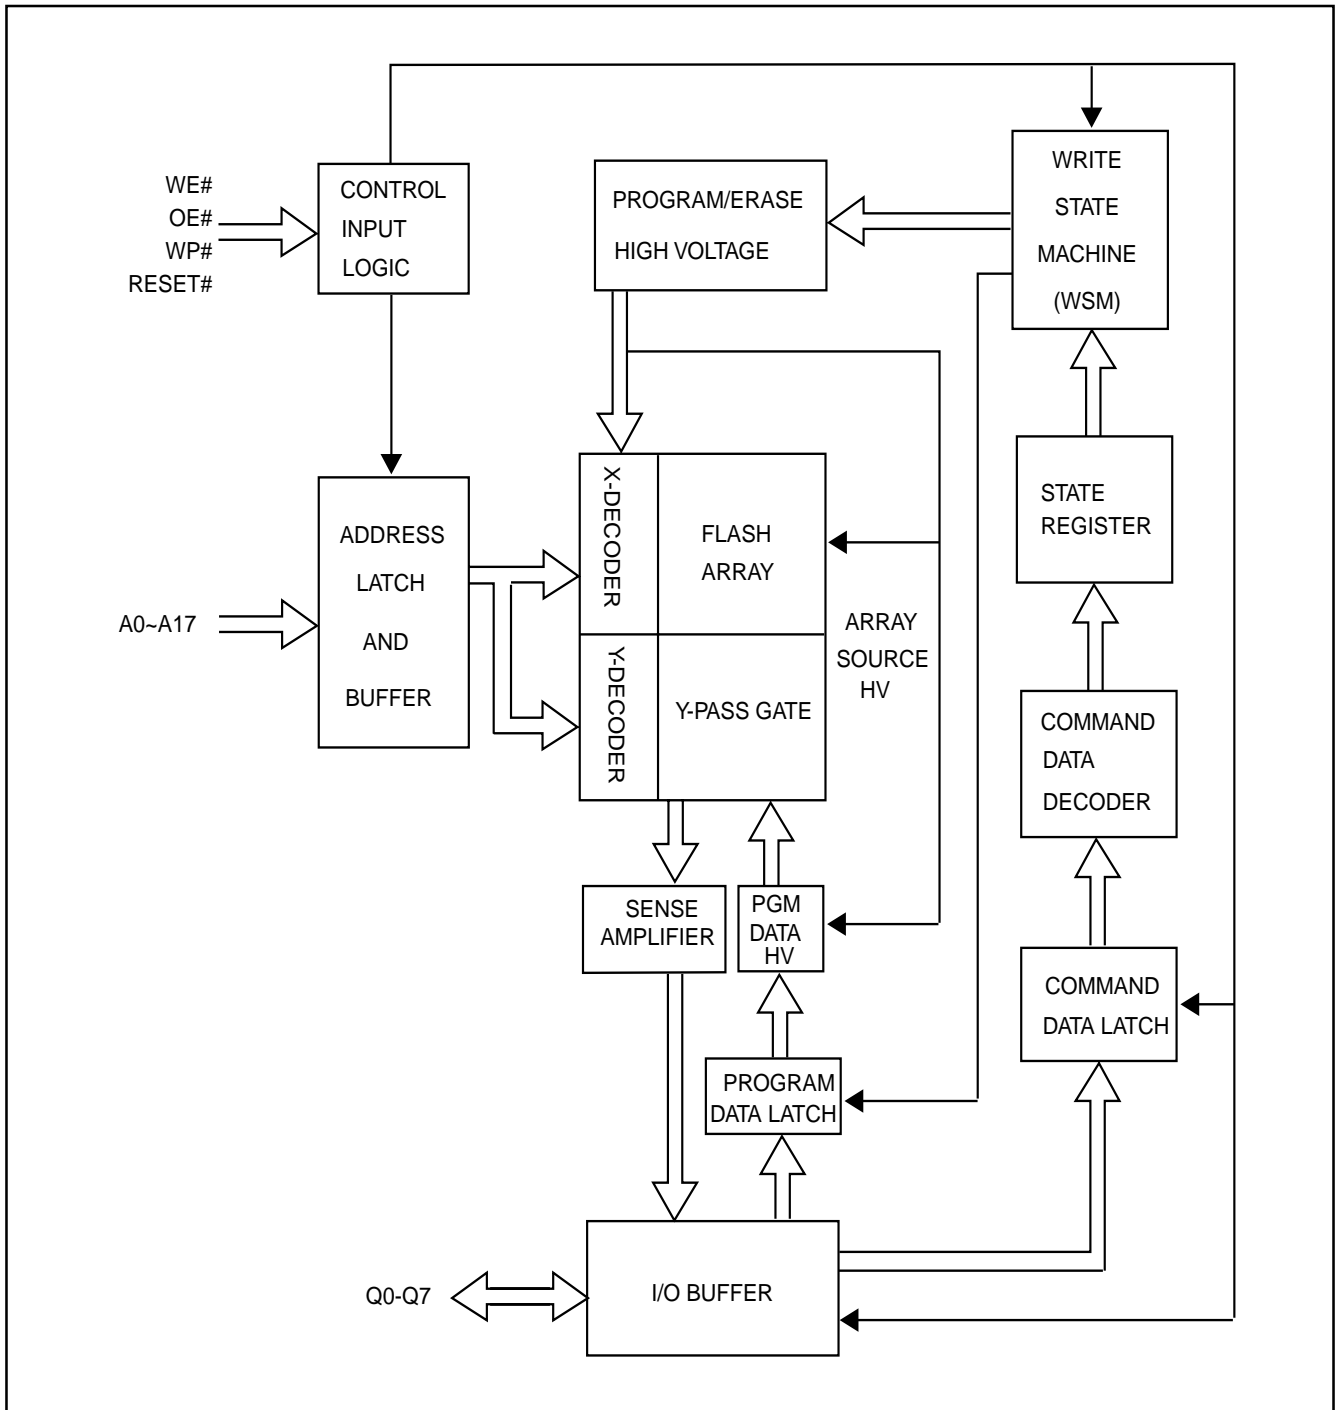 WE#
OE#
WP#
RESET#
CONTROL
INPUT
LOGIC
PROGRAM/ERASE
HIGH VOLTAGE
WRITE
STATE
MACHINE
(WSM)
A0~A17
ADDRESS
LATCH
AND
BUFFER
X-DECODER
FLASH
ARRAY
Y-DECODER
Y-PASS GATE
ARRAY
SOURCE
HV
STATE
REGISTER
COMMAND
DATA
DECODER
SENSE
AMPLIFIER
PGM
DATA
HV
COMMAND
DATA LATCH
PROGRAM
DATA LATCH
Q0-Q7
I/O BUFFER